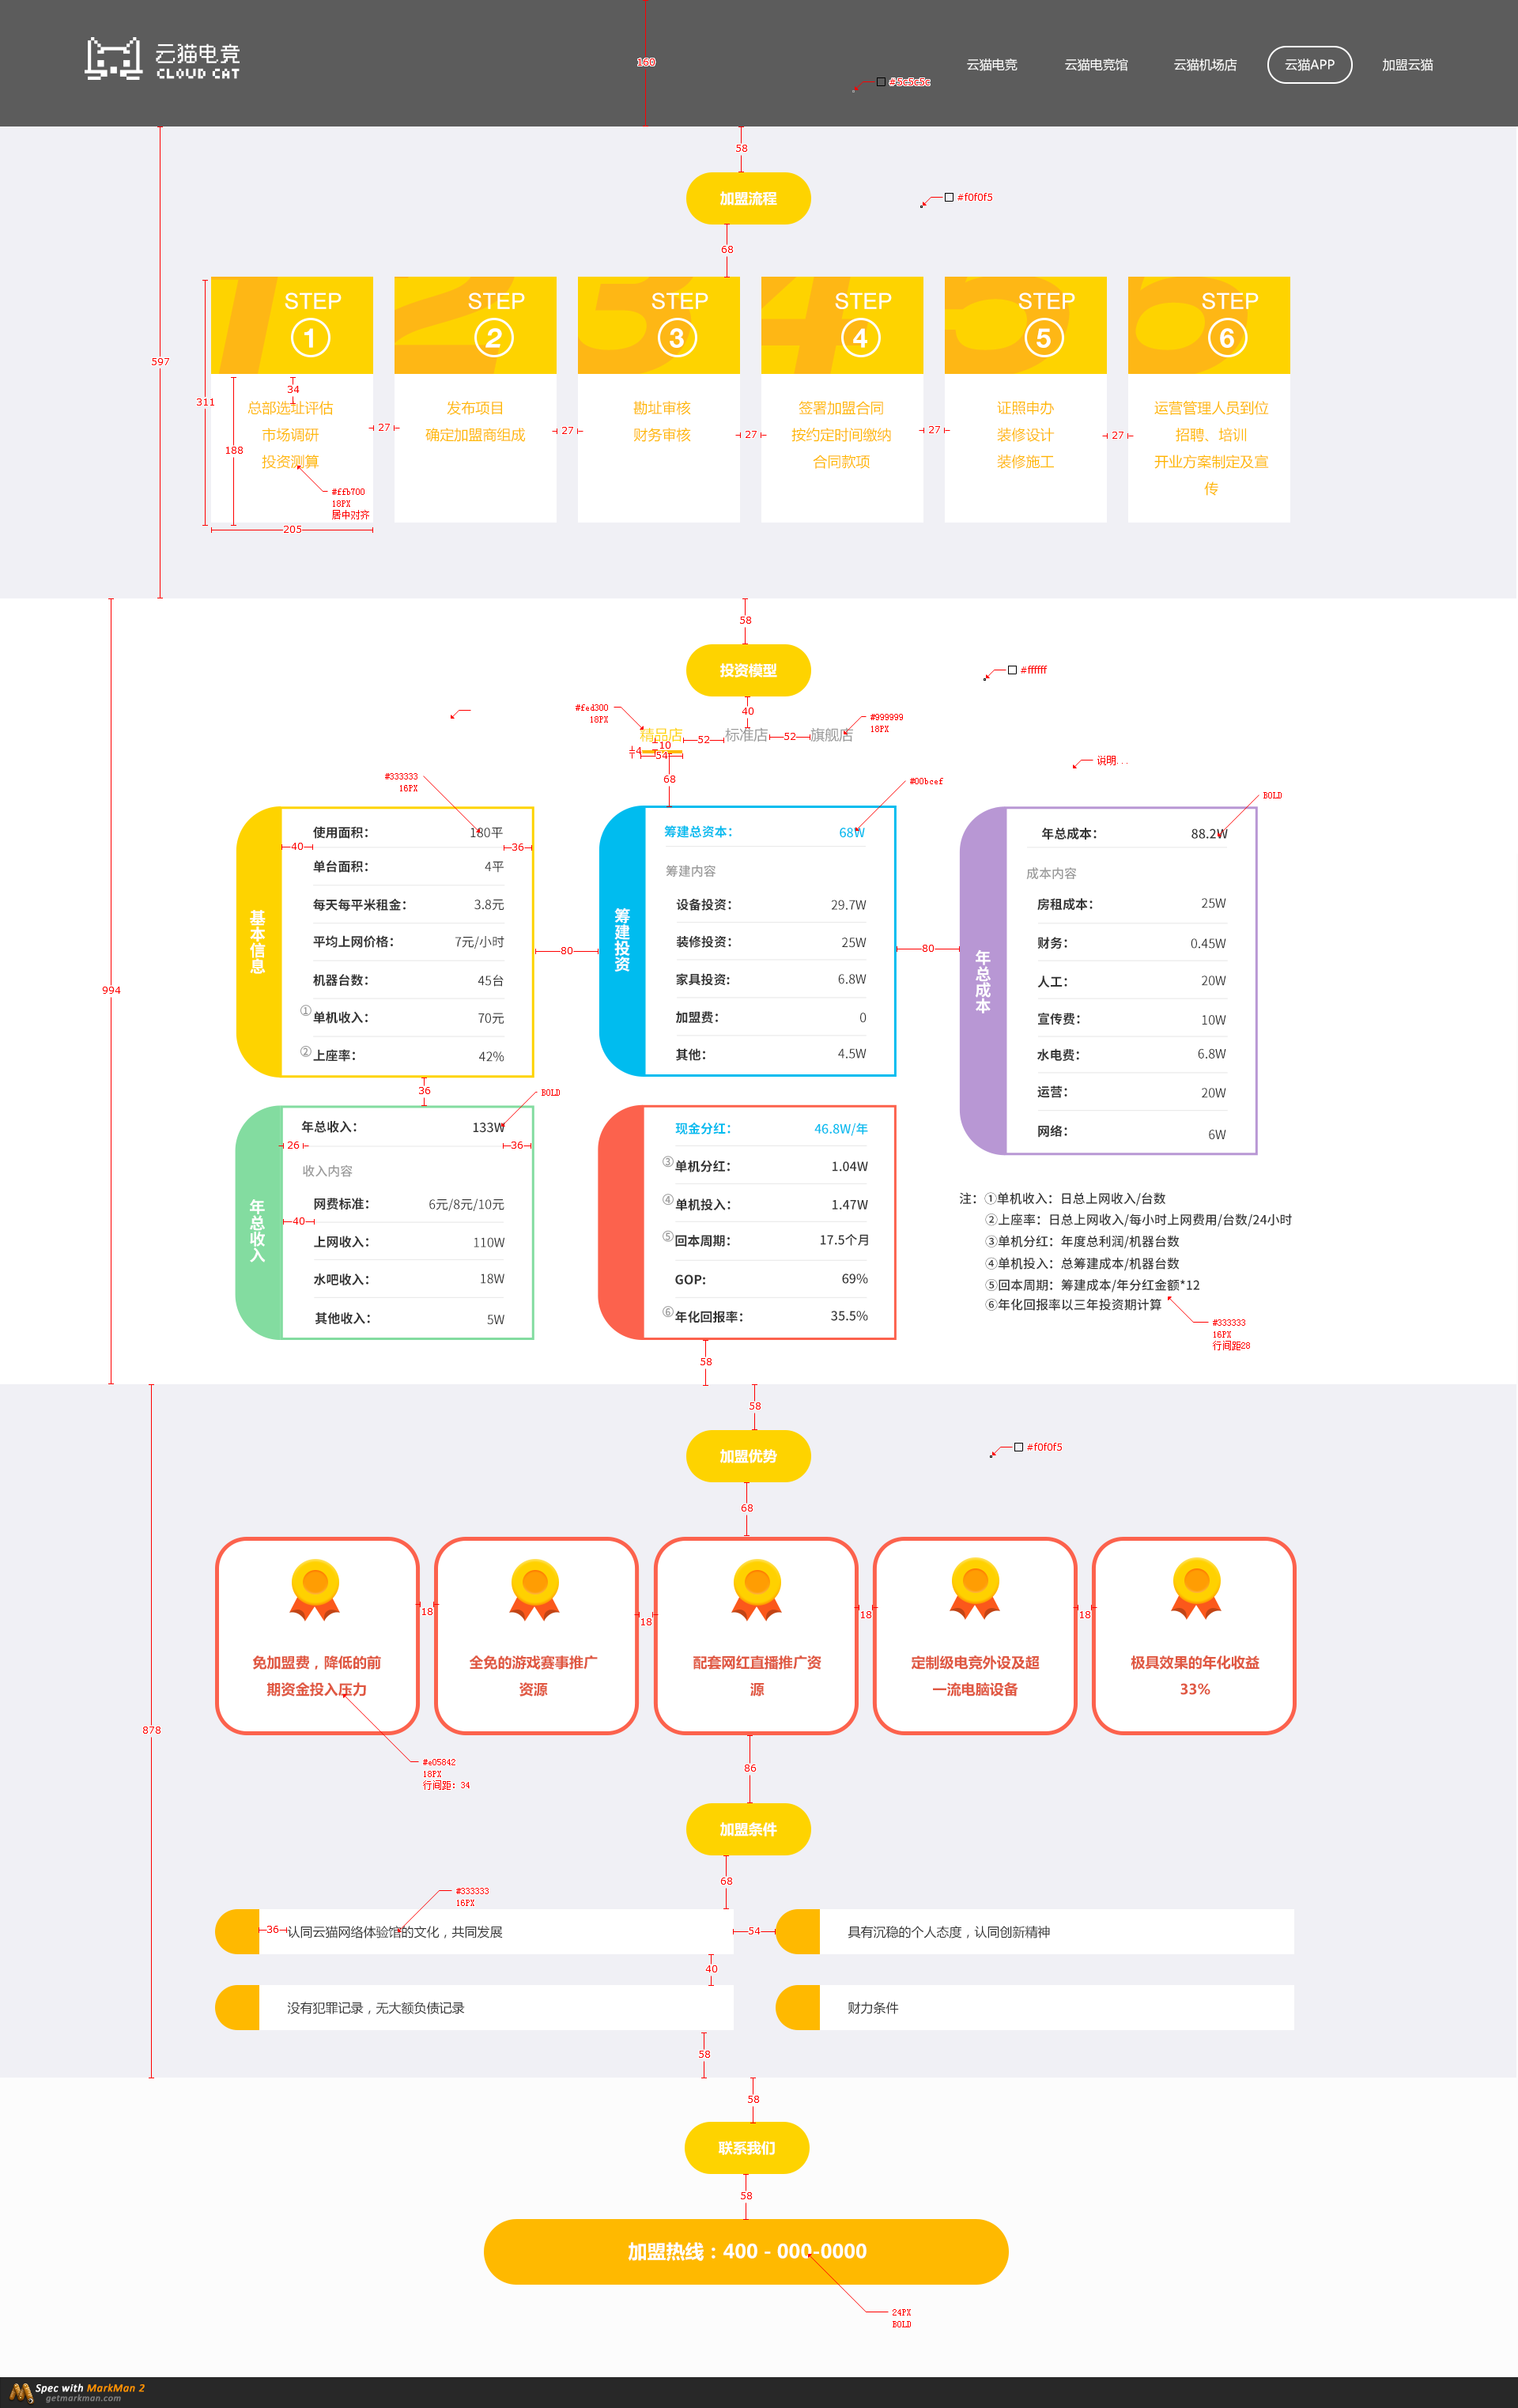 云猫电竞
CLOUD CAT
160
#5c5c5c
云猫电竞
云猫电竞馆
云猫机场店
云猫APP
加盟云猫
58
加盟流程
#f0f0f5
68
597
311
188
1 STEP ①
2 STEP ②
3 STEP ③
4 STEP ④
5 STEP ⑤
6 STEP ⑥
34
总部选址评估
市场调研
投资测算
27
发布项目
确定加盟商组成
27
勘址审核
财务审核
27
签署加盟合同
按约定时间缴纳
合同款项
27
证照申办
装修设计
装修施工
27
运营管理人员到位
招聘、培训
开业方案制定及宣
传
#ffb700
18PX
居中对齐
205
994
58
投资模型
#ffffff
40
#fed300
18PX
#999999
18PX
精品店
52
标准店
52
旗舰店
10
4
54
68
说明...
#333333
16PX
#00bcef
BOLD
基本信息
使用面积： 180平
40
36
单台面积： 4平
每天每平米租金： 3.8元
平均上网价格： 7元/小时
机器台数： 45台
①单机收入： 70元
②上座率： 42%
80
筹建投资
筹建总资本： 68W
筹建内容
设备投资： 29.7W
装修投资： 25W
家具投资: 6.8W
加盟费： 0
其他： 4.5W
80
年总成本
年总成本： 88.2W
成本内容
房租成本： 25W
财务： 0.45W
人工： 20W
宣传费： 10W
水电费： 6.8W
运营： 20W
网络： 6W
36
BOLD
年总收入
年总收入： 133W
26
36
收入内容
网费标准： 6元/8元/10元
40
上网收入： 110W
水吧收入： 18W
其他收入： 5W
现金分红： 46.8W/年
③单机分红： 1.04W
④单机投入： 1.47W
⑤回本周期： 17.5个月
GOP: 69%
⑥年化回报率： 35.5%
注：①单机收入：日总上网收入/台数
②上座率：日总上网收入/每小时上网费用/台数/24小时
③单机分红：年度总利润/机器台数
④单机投入：总筹建成本/机器台数
⑤回本周期：筹建成本/年分红金额*12
⑥年化回报率以三年投资期计算
#333333
16PX
行间距28
58
878
58
加盟优势
#f0f0f5
68
免加盟费，降低的前
期资金投入压力
18
全免的游戏赛事推广
资源
18
配套网红直播推广资
源
18
定制级电竞外设及超
一流电脑设备
18
极具效果的年化收益
33%
#e05842
18PX
行间距：34
86
加盟条件
68
#333333
16PX
36
认同云猫网络体验馆的文化，共同发展
54
具有沉稳的个人态度，认同创新精神
40
没有犯罪记录，无大额负债记录
财力条件
58
58
联系我们
58
加盟热线：400 - 000-0000
24PX
BOLD
Spec with MarkMan 2
getmarkman.com